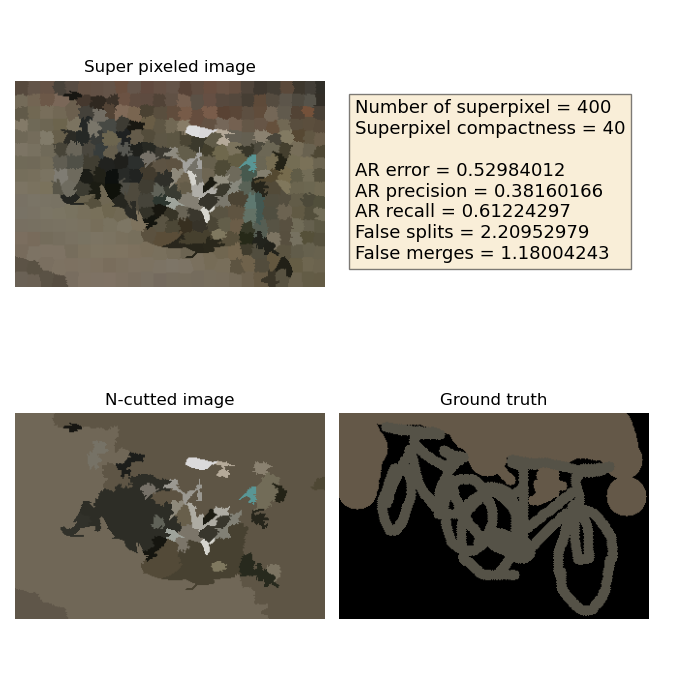 Super pixeled image
Number of superpixel = 400
Superpixel compactness = 40
AR error = 0.52984012
AR precision = 0.38160166
AR recall = 0.61224297
False splits = 2.20952979
False merges = 1.18004243
N-cutted image
Ground truth